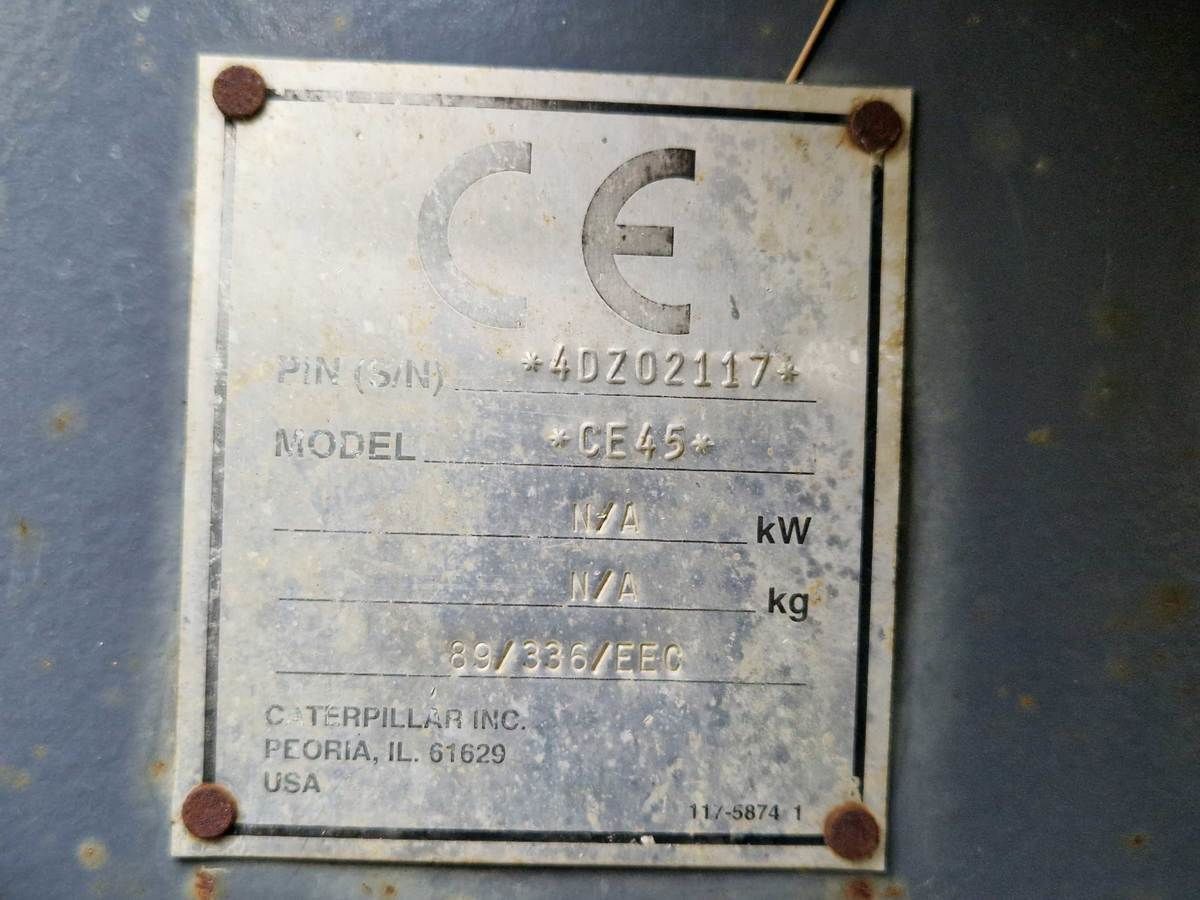 CE
PIN (S/N) *4DZ02117*
MODEL *CE45*
N/A kW
N/A kg
89/336/EEC
CATERPILLAR INC.
PEORIA, IL. 61629
USA
117-5874 1